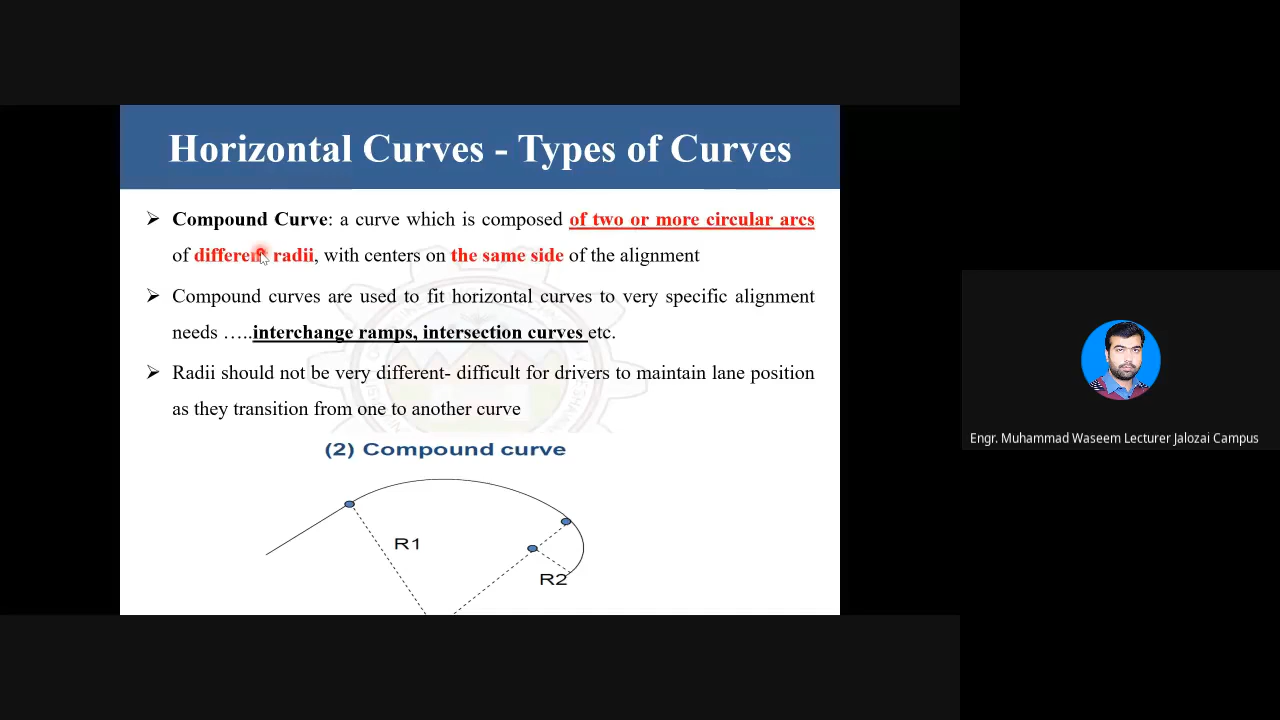 Horizontal Curves - Types of Curves
➢ Compound Curve: a curve which is composed of two or more circular arcs
of different radii, with centers on the same side of the alignment
➢ Compound curves are used to fit horizontal curves to very specific alignment
needs …..interchange ramps, intersection curves etc.
➢ Radii should not be very different- difficult for drivers to maintain lane position
as they transition from one to another curve
(2) Compound curve
R1
R2
Engr. Muhammad Waseem Lecturer Jalozai Campus